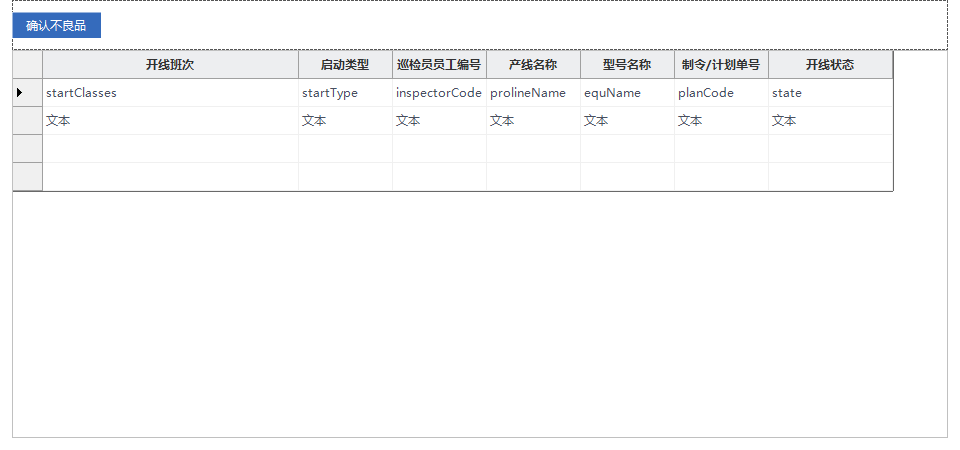 确认不良品
开线班次 启动类型 巡检员员工编号 产线名称 型号名称 制令/计划单号 开线状态
startClasses startType inspectorCode prolineName equName planCode state
文本 文本 文本 文本 文本 文本 文本